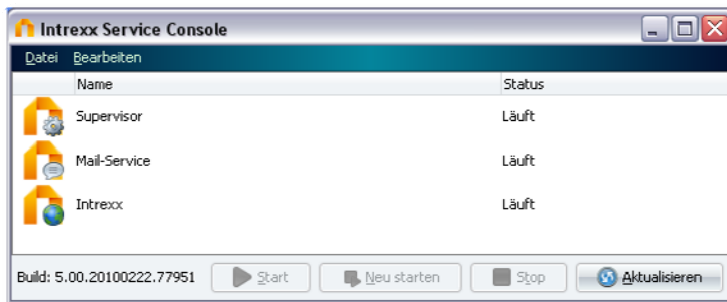 Intrexx Service Console
Datei Bearbeiten
Name Status
Supervisor Läuft
Mail-Service Läuft
Intrexx Läuft
Build: 5.00.20100222.77951 Start Neu starten Stop Aktualisieren